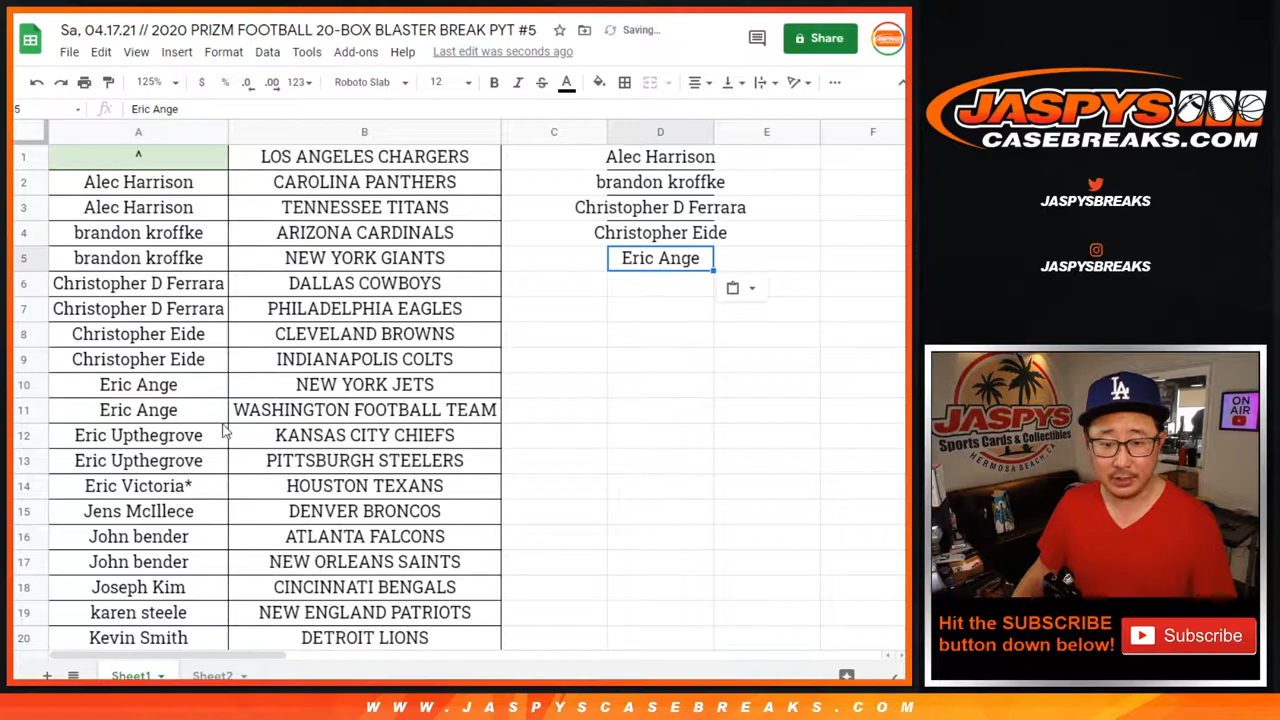 Sa, 04.17.21 // 2020 PRIZM FOOTBALL 20-BOX BLASTER BREAK PYT #5 Saving...
File Edit View Insert Format Data Tools Add-ons Help Last edit was seconds ago
Share
125% $ % .0 .00 123 Roboto Slab 12 B I S A
5 fx Eric Ange
A B C D E F
1 ^ LOS ANGELES CHARGERS Alec Harrison
2 Alec Harrison CAROLINA PANTHERS brandon kroffke
3 Alec Harrison TENNESSEE TITANS Christopher D Ferrara
4 brandon kroffke ARIZONA CARDINALS Christopher Eide
5 brandon kroffke NEW YORK GIANTS Eric Ange
6 Christopher D Ferrara DALLAS COWBOYS
7 Christopher D Ferrara PHILADELPHIA EAGLES
8 Christopher Eide CLEVELAND BROWNS
9 Christopher Eide INDIANAPOLIS COLTS
10 Eric Ange NEW YORK JETS
11 Eric Ange WASHINGTON FOOTBALL TEAM
12 Eric Upthegrove KANSAS CITY CHIEFS
13 Eric Upthegrove PITTSBURGH STEELERS
14 Eric Victoria* HOUSTON TEXANS
15 Jens McIllece DENVER BRONCOS
16 John bender ATLANTA FALCONS
17 John bender NEW ORLEANS SAINTS
18 Joseph Kim CINCINNATI BENGALS
19 karen steele NEW ENGLAND PATRIOTS
20 Kevin Smith DETROIT LIONS
Sheet1 Sheet2
JASPYS
CASEBREAKS.COM
JASPYSBREAKS
JASPYSBREAKS
JASPYS
Sports Cards & Collectibles
HERMOSA BEACH, CA
LA
ON
AIR
Hit the SUBSCRIBE
button down below!
Subscribe
WWW.JASPYSCASEBREAKS.COM